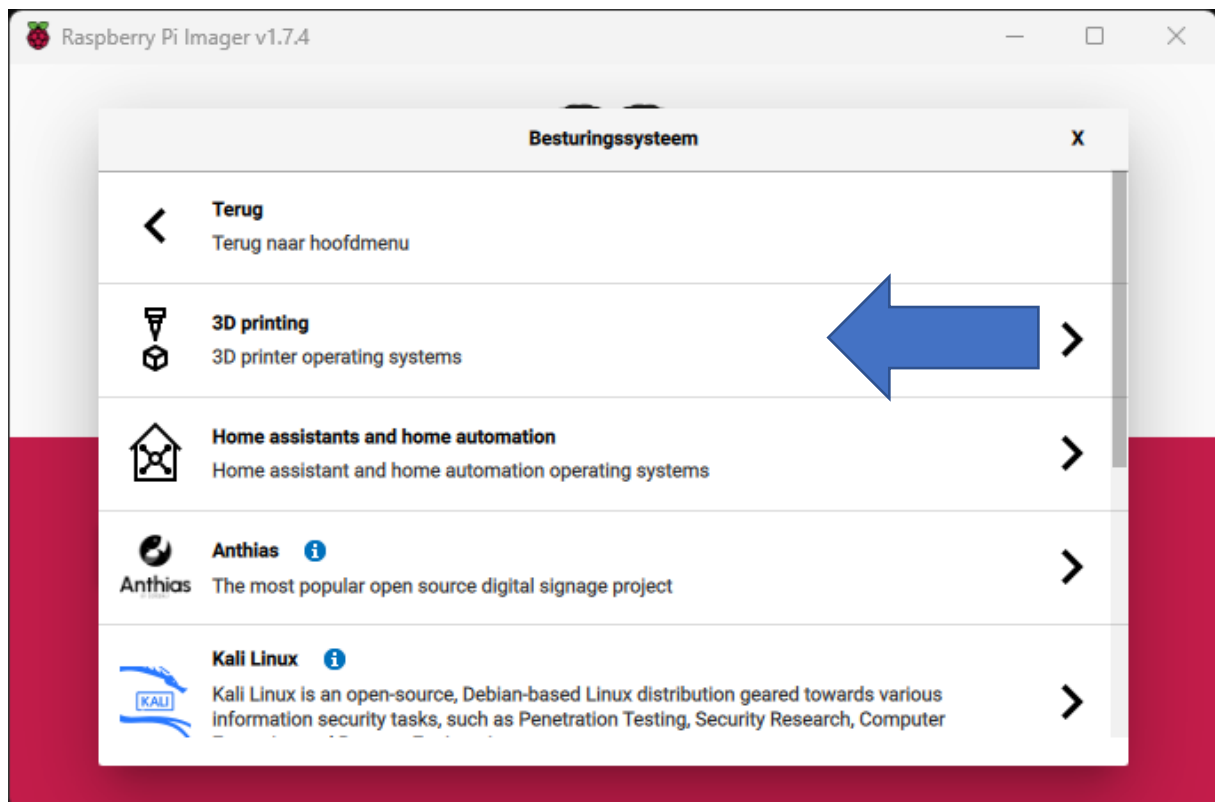 Raspberry Pi Imager v1.7.4
Besturingssysteem X
Terug
Terug naar hoofdmenu
3D printing
3D printer operating systems
Home assistants and home automation
Home assistant and home automation operating systems
Anthias
Anthias
The most popular open source digital signage project
Kali Linux
KALI
Kali Linux is an open-source, Debian-based Linux distribution geared towards various
information security tasks, such as Penetration Testing, Security Research, Computer